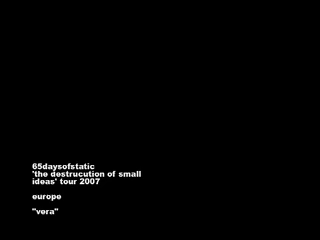 65daysofstatic
'the destrucution of small
ideas' tour 2007
europe
"vera"